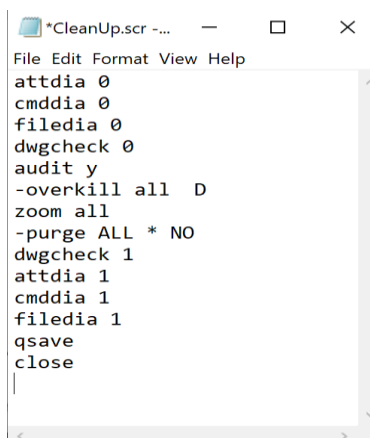 *CleanUp.scr -...
File Edit Format View Help
attdia 0
cmddia 0
filedia 0
dwgcheck 0
audit y
-overkill all  D
zoom all
-purge ALL * NO
dwgcheck 1
attdia 1
cmddia 1
filedia 1
qsave
close